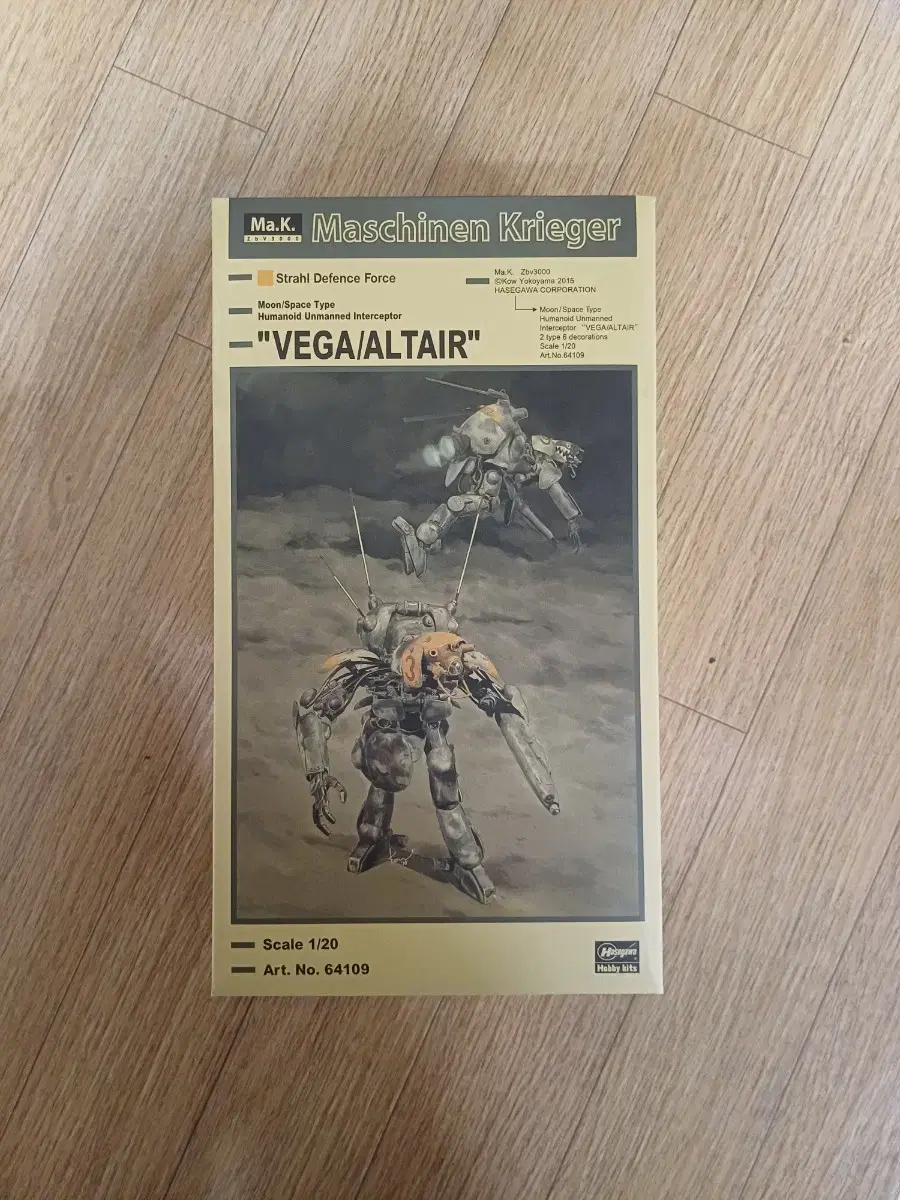 Ma.K.
ZbV3000
Maschinen Krieger
Strahl Defence Force
Moon/Space Type
Humanoid Unmanned Interceptor
"VEGA/ALTAIR"
Ma.K. Zbv3000
©Kow Yokoyama 2015
HASEGAWA CORPORATION
Moon/Space Type
Humanoid Unmanned
Interceptor "VEGA/ALTAIR"
2 type 6 decorations
Scale 1/20
Art.No.64109
Scale 1/20
Art. No. 64109
Hasegawa
Hobby kits